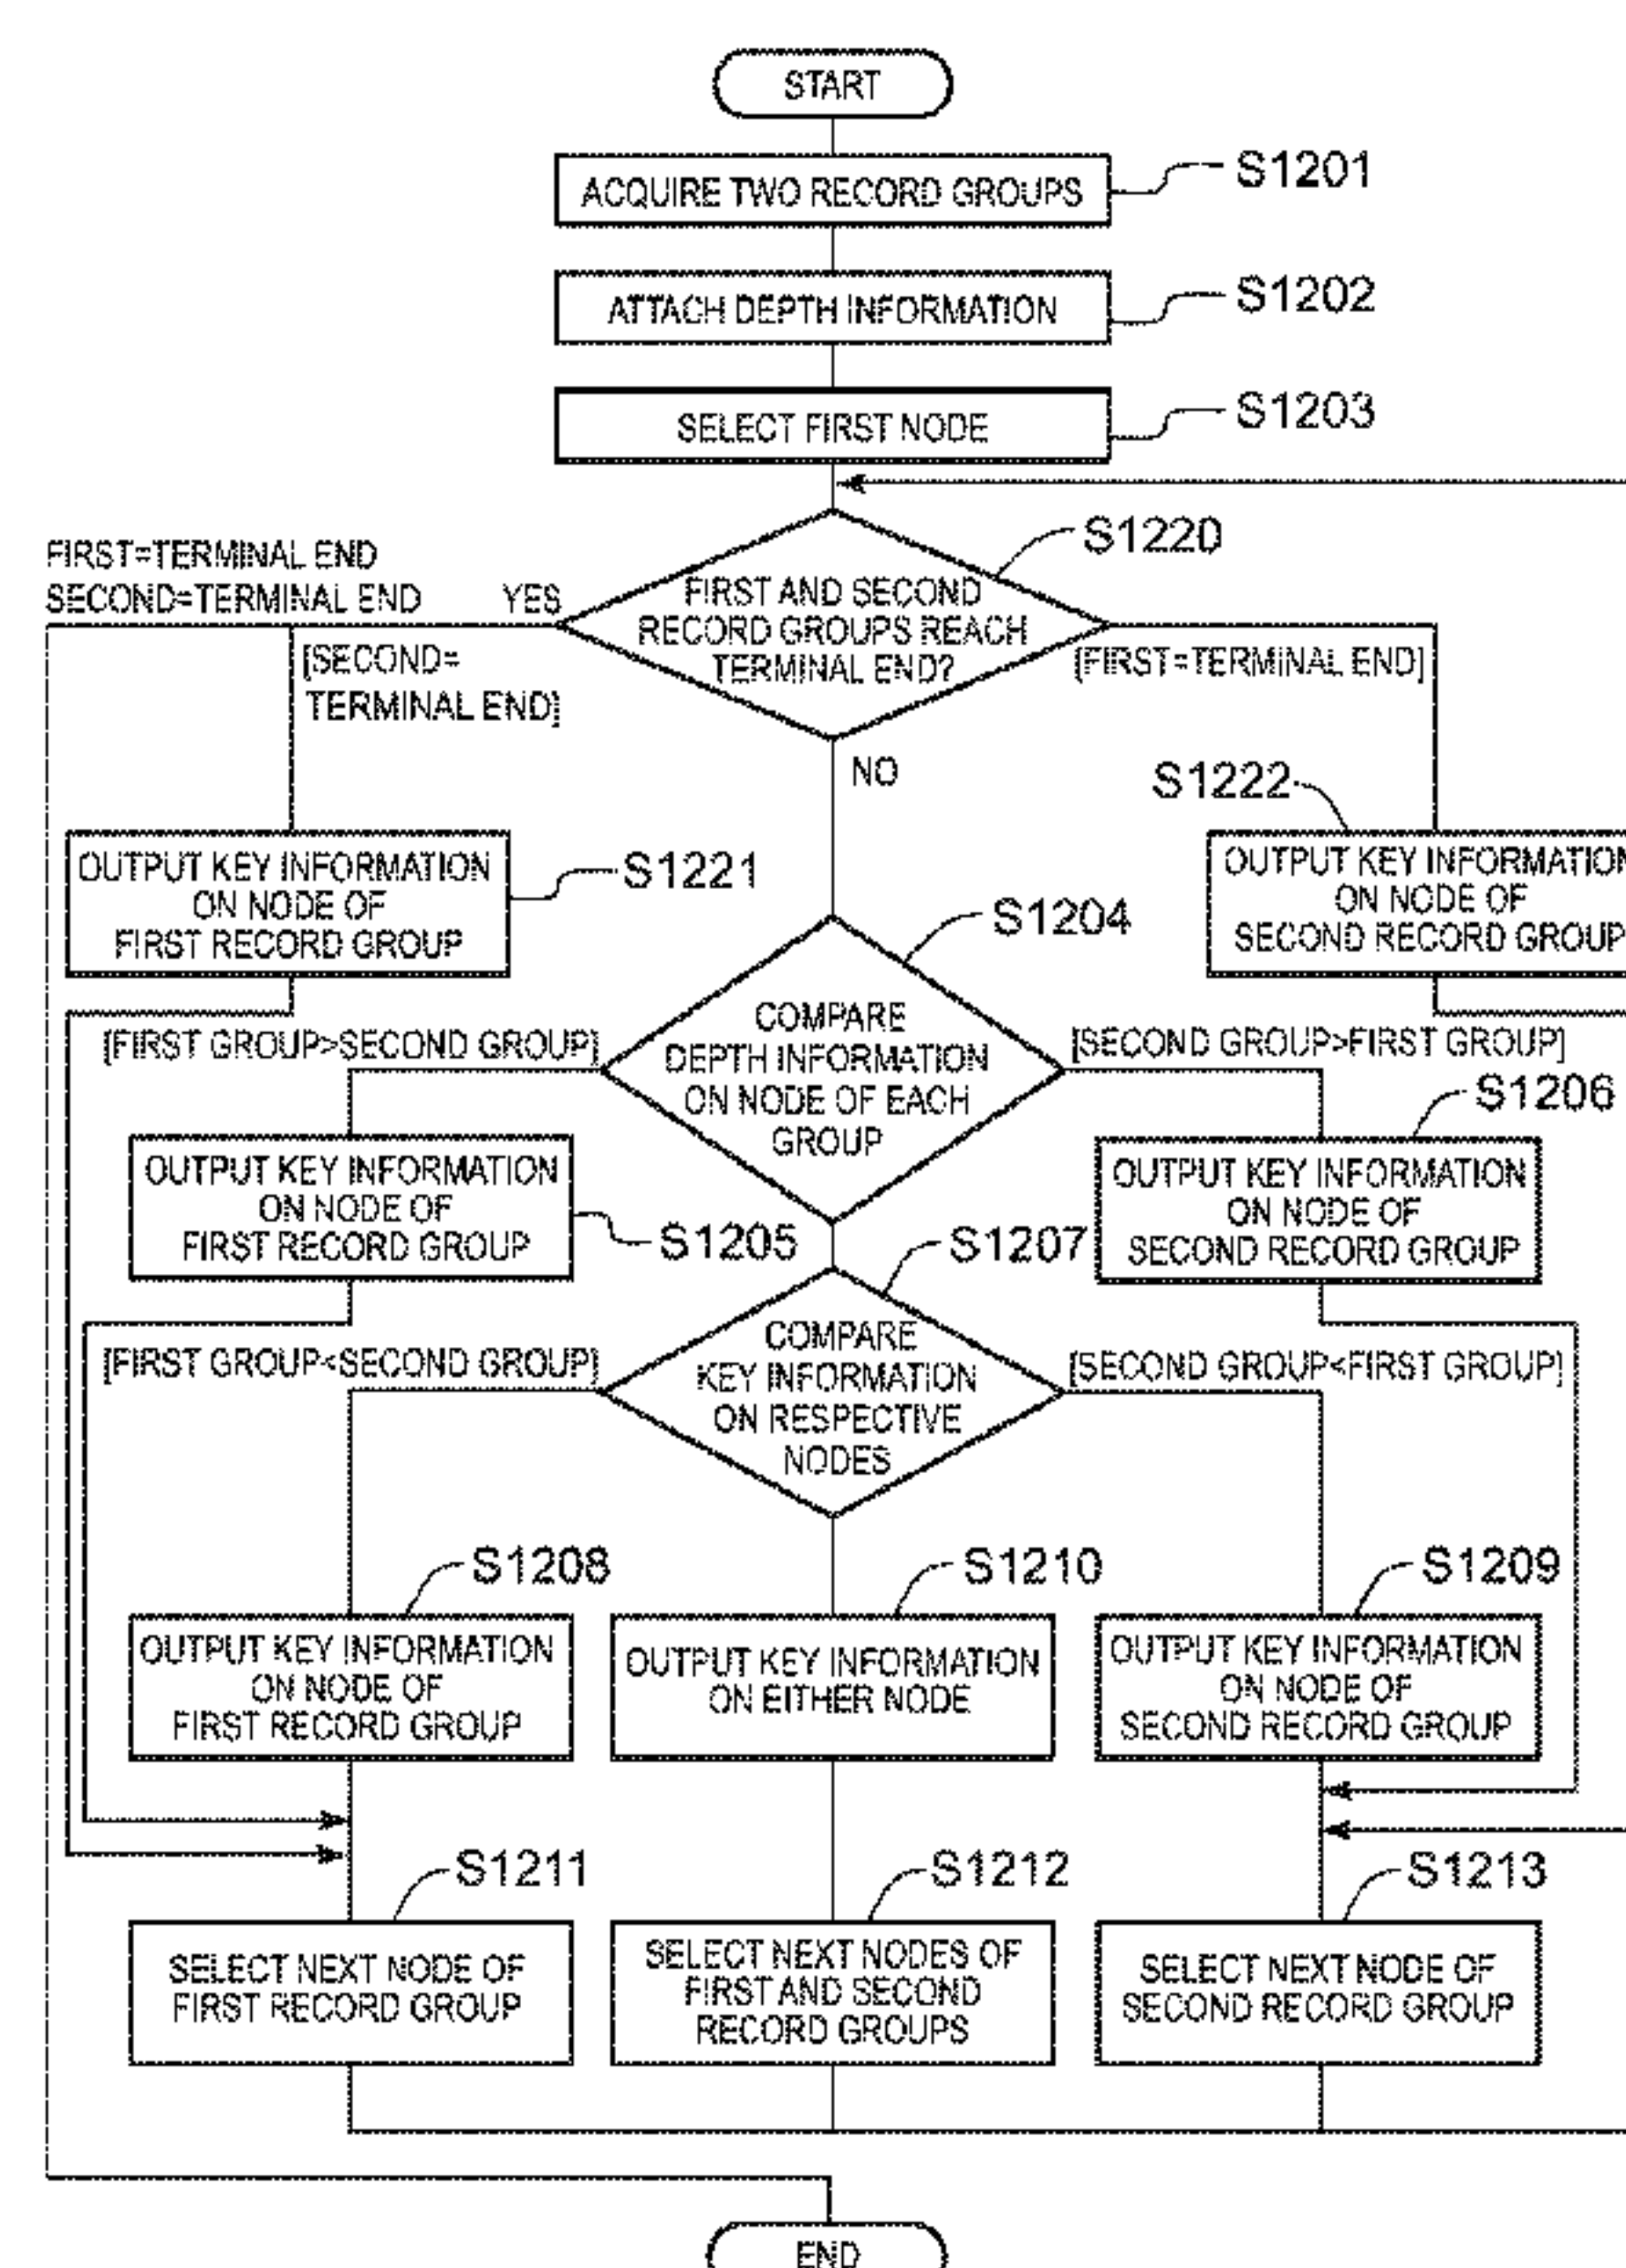 START
ACQUIRE TWO RECORD GROUPS
S1201
ATTACH DEPTH INFORMATION
S1202
SELECT FIRST NODE
S1203
S1220
FIRST=TERMINAL END
SECOND=TERMINAL END
YES
FIRST AND SECOND
RECORD GROUPS REACH
TERMINAL END?
[SECOND=
TERMINAL END]
[FIRST=TERMINAL END]
NO
S1222
OUTPUT KEY INFORMATION
ON NODE OF
FIRST RECORD GROUP
S1221
OUTPUT KEY INFORMATION
ON NODE OF
SECOND RECORD GROUP
S1204
COMPARE
DEPTH INFORMATION
ON NODE OF EACH
GROUP
[FIRST GROUP>SECOND GROUP]
[SECOND GROUP>FIRST GROUP]
S1206
OUTPUT KEY INFORMATION
ON NODE OF
FIRST RECORD GROUP
S1205
OUTPUT KEY INFORMATION
ON NODE OF
SECOND RECORD GROUP
S1207
COMPARE
KEY INFORMATION
ON RESPECTIVE
NODES
[FIRST GROUP<SECOND GROUP]
[SECOND GROUP<FIRST GROUP]
S1208
S1210
S1209
OUTPUT KEY INFORMATION
ON NODE OF
FIRST RECORD GROUP
OUTPUT KEY INFORMATION
ON EITHER NODE
OUTPUT KEY INFORMATION
ON NODE OF
SECOND RECORD GROUP
S1211
S1212
S1213
SELECT NEXT NODE OF
FIRST RECORD GROUP
SELECT NEXT NODES OF
FIRST AND SECOND
RECORD GROUPS
SELECT NEXT NODE OF
SECOND RECORD GROUP
END